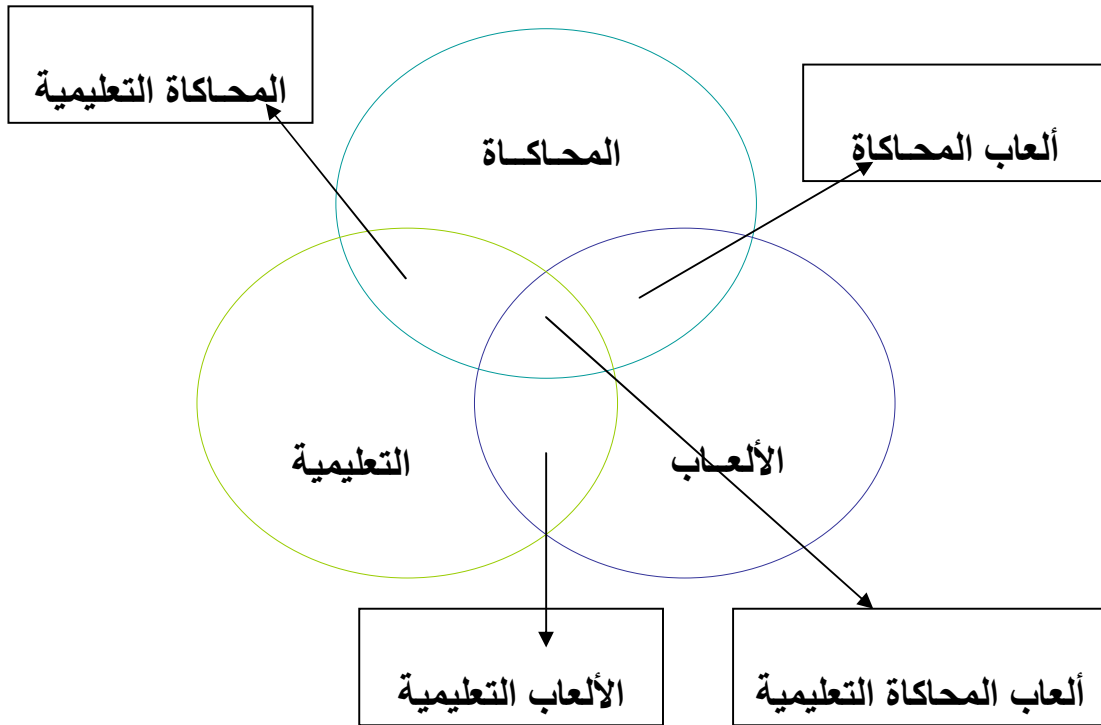 المحاكاة التعليمية
ألعاب المحاكاة
المحاكاة
التعليمية
الألعاب
الألعاب التعليمية
ألعاب المحاكاة التعليمية